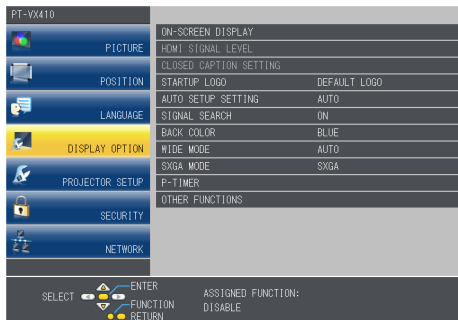 PT-VX410
PICTURE
POSITION
LANGUAGE
DISPLAY OPTION
PROJECTOR SETUP
SECURITY
NETWORK
ON-SCREEN DISPLAY
HDMI SIGNAL LEVEL
CLOSED CAPTION SETTING
STARTUP LOGO DEFAULT LOGO
AUTO SETUP SETTING AUTO
SIGNAL SEARCH ON
BACK COLOR BLUE
WIDE MODE AUTO
SXGA MODE SXGA
P-TIMER
OTHER FUNCTIONS
SELECT
ENTER
FUNCTION
RETURN
ASSIGNED FUNCTION:
DISABLE